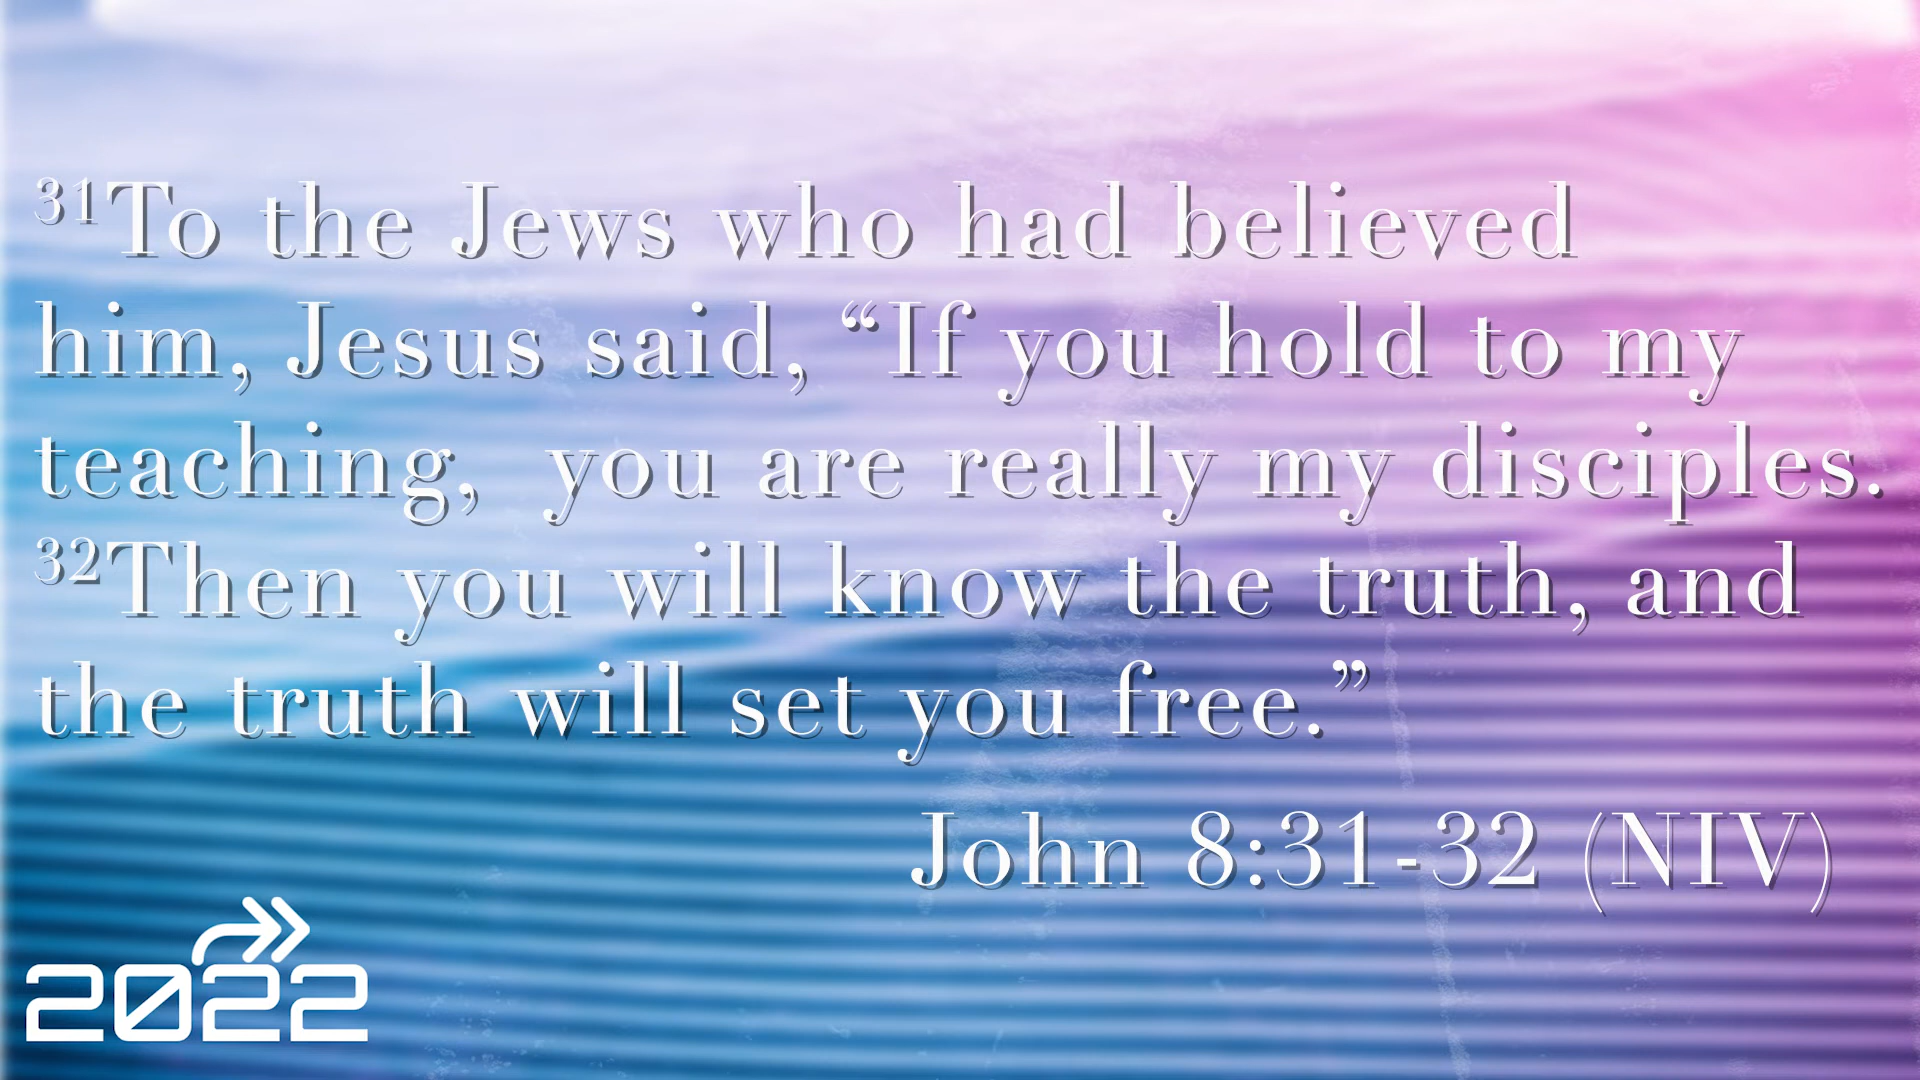 ³¹To the Jews who had believed
him, Jesus said, “If you hold to my
teaching,  you are really my disciples.
³²Then you will know the truth, and
the truth will set you free.”
John 8:31-32 (NIV)
2022